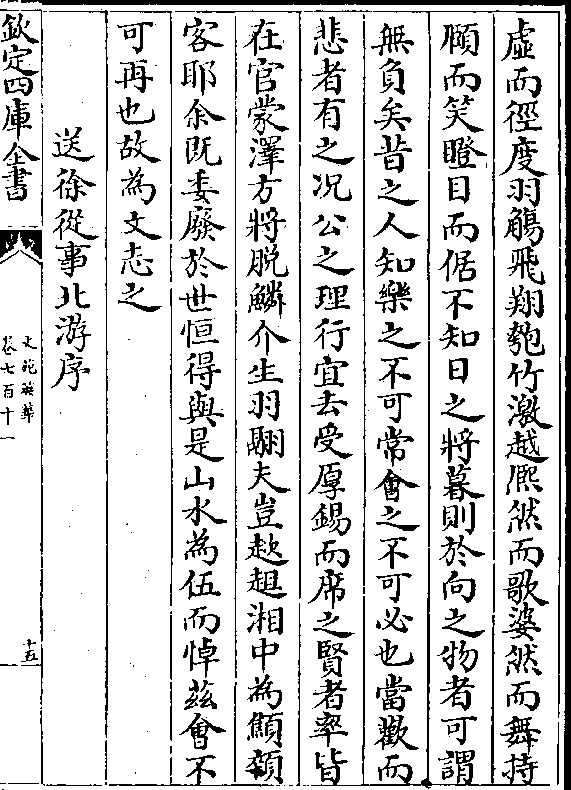 虛而徑度羽觴飛翔匏竹激越熈然而歌婆然而舞持
頤而笑瞪目而倨不知日之將暮則於向之物者可謂
無負矣昔之人知樂之不可常會之不可必也當歡而
悲者有之况公之理行宜去受厚錫而席之賢者率皆
在官蒙澤方將脱鱗介生羽翮夫豈趑趄湘中為顦顇
客耶余既委廢於世恒得與是山水為伍而悼兹會不
可再也故為文志之
送徐從事北游序
欽定四庫全書
文苑英華
卷七百十一
十五